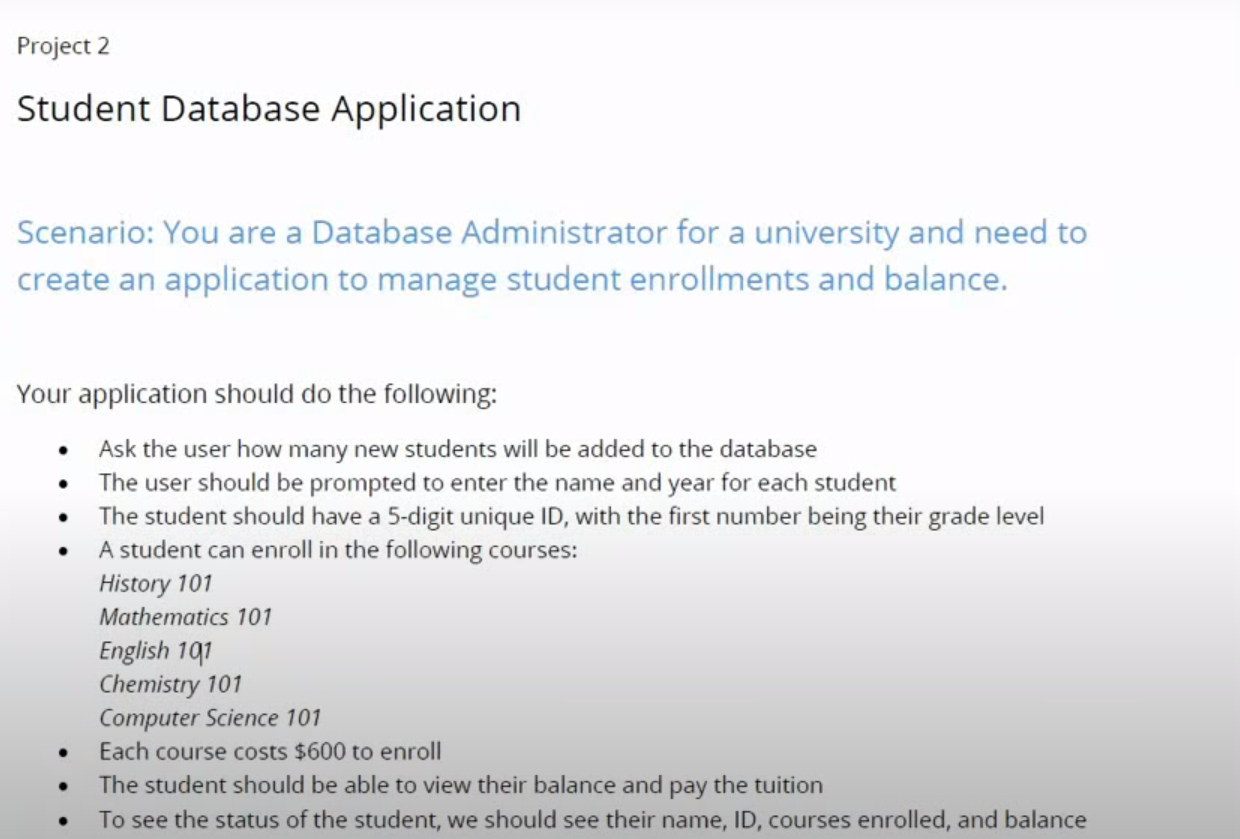 Project 2
Student Database Application
Scenario: You are a Database Administrator for a university and need to
create an application to manage student enrollments and balance.
Your application should do the following:
• Ask the user how many new students will be added to the database
• The user should be prompted to enter the name and year for each student
• The student should have a 5-digit unique ID, with the first number being their grade level
• A student can enroll in the following courses:
History 101
Mathematics 101
English 101
Chemistry 101
Computer Science 101
• Each course costs $600 to enroll
• The student should be able to view their balance and pay the tuition
• To see the status of the student, we should see their name, ID, courses enrolled, and balance